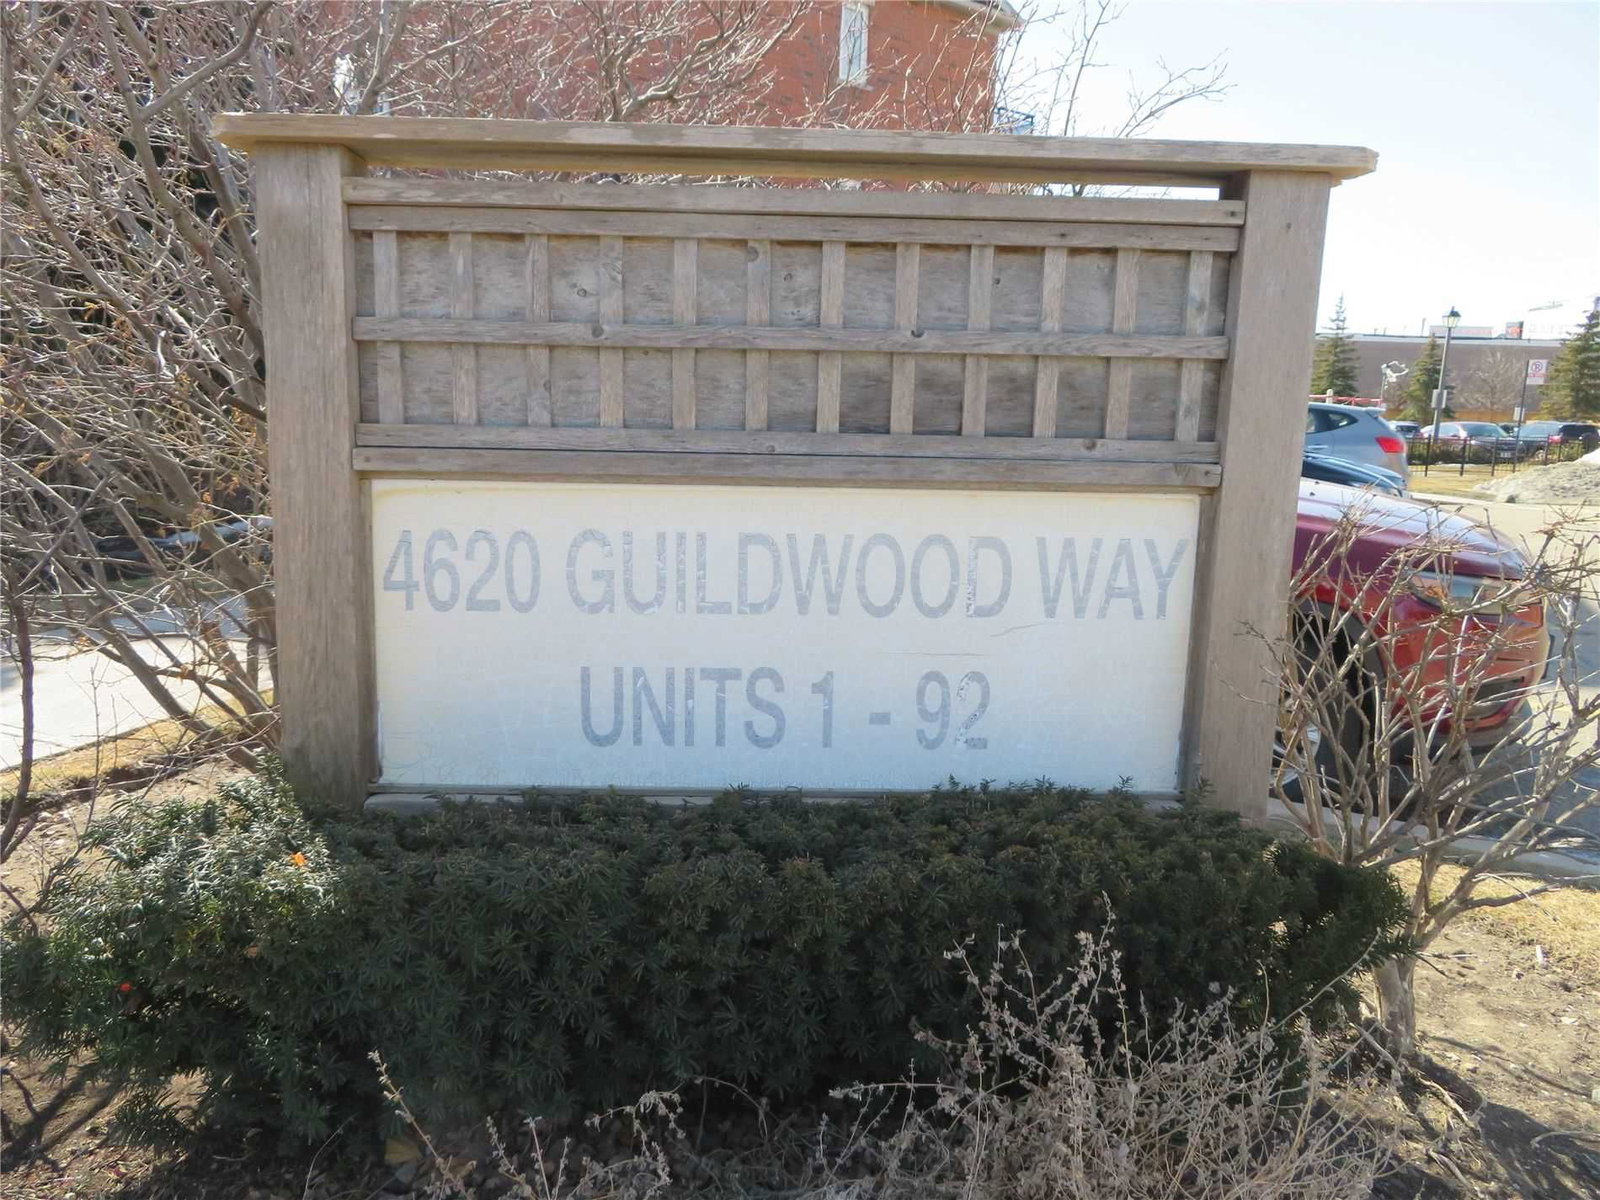 4620 GUILDWOOD WAY
UNITS 1 - 92